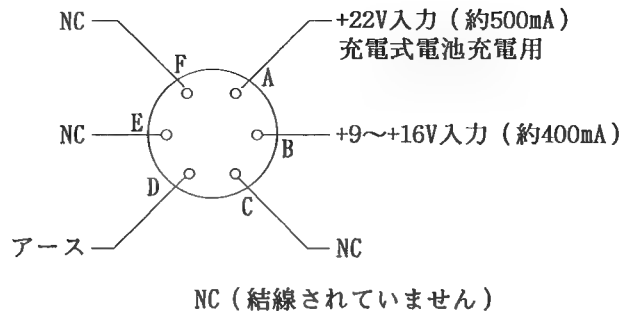 NC
+22V入力（約500mA）
充電式電池充電用
F
A
NC
E
B
+9～+16V入力（約400mA）
D
C
アース
NC
NC（結線されていません）